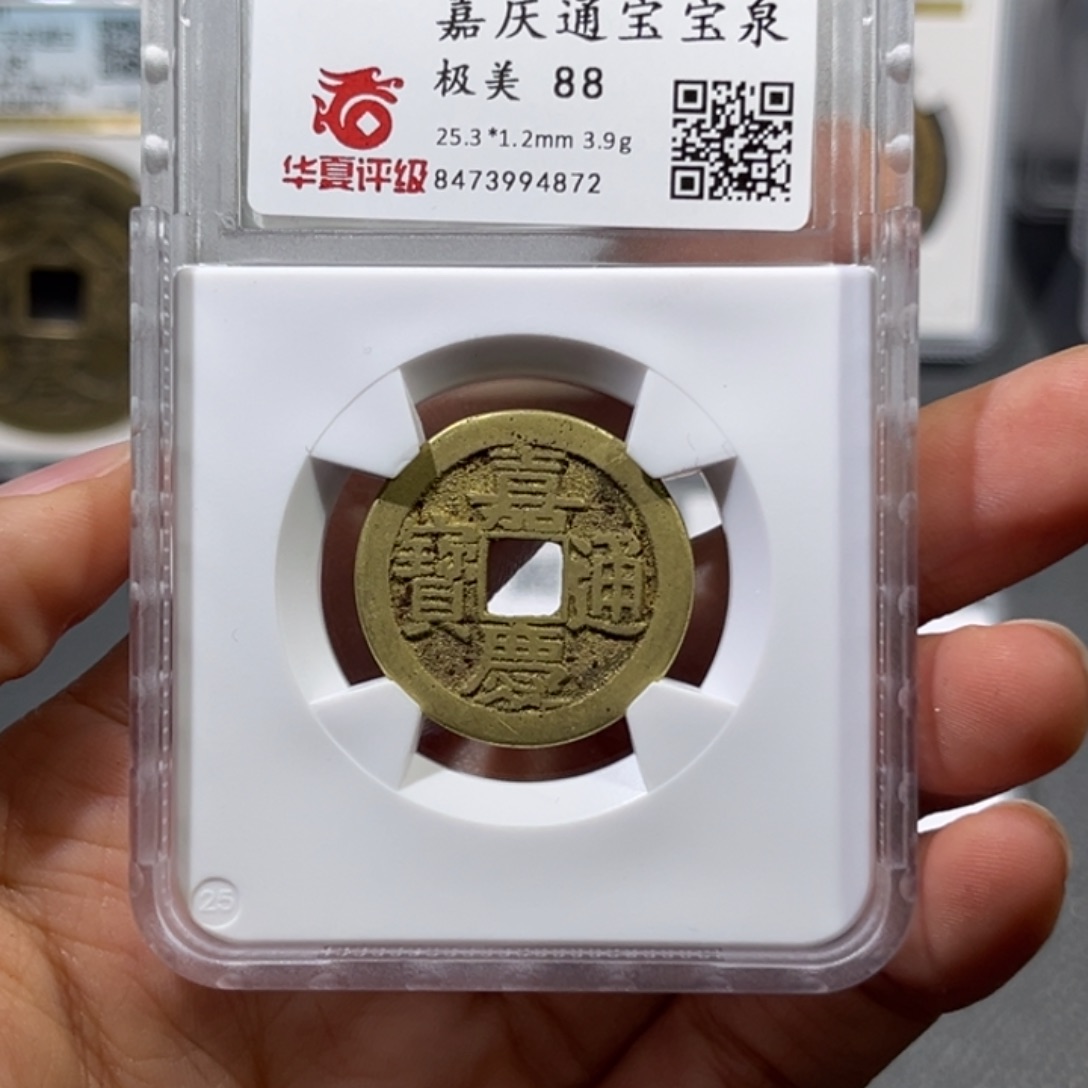 嘉庆通宝宝泉
极美 88
25.3*1.2mm 3.9g
华夏评级
8473994872
嘉慶通寶
25